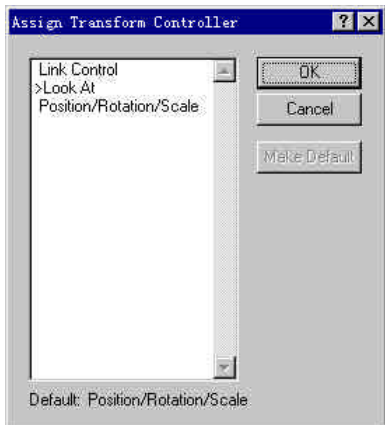 Assign Transform Controller
Link Control
>Look At
Position/Rotation/Scale
OK
Cancel
Make Default
Default: Position/Rotation/Scale